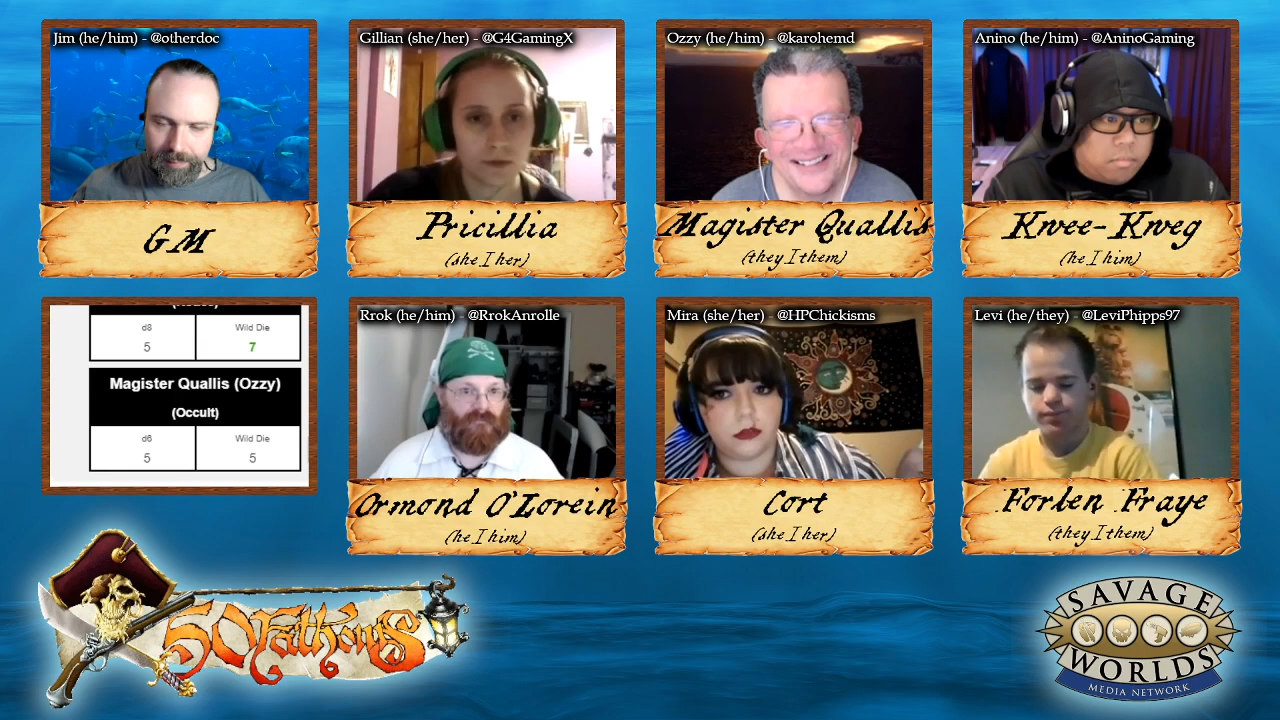 Jim (he/him) - @otherdoc
Gillian (she/her) - @G4GamingX
Ozzy (he/him) - @karohemd
Anino (he/him) - @AninoGaming
GM
Pricillia
(she / her)
Magister Quallis
(they / them)
Kwee-Kweg
(he / him)
d8
Wild Die
5
7
Magister Quallis (Ozzy)
(Occult)
d6
Wild Die
5
5
Rrok (he/him) - @RrokAnrolle
Mira (she/her) - @HPChickisms
Levi (he/they) - @LeviPhipps97
Ormond O'Lorein
(he / him)
Cort
(she / her)
Forlen Fraye
(they / them)
50 Fathoms
SAVAGE
WORLDS
MEDIA NETWORK